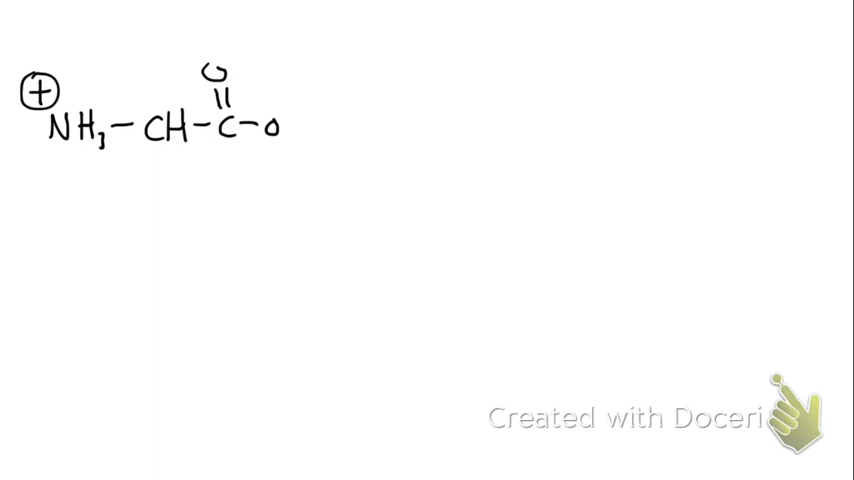 O
⊕ ||
NH₃-CH-C-O
Created with Doceri